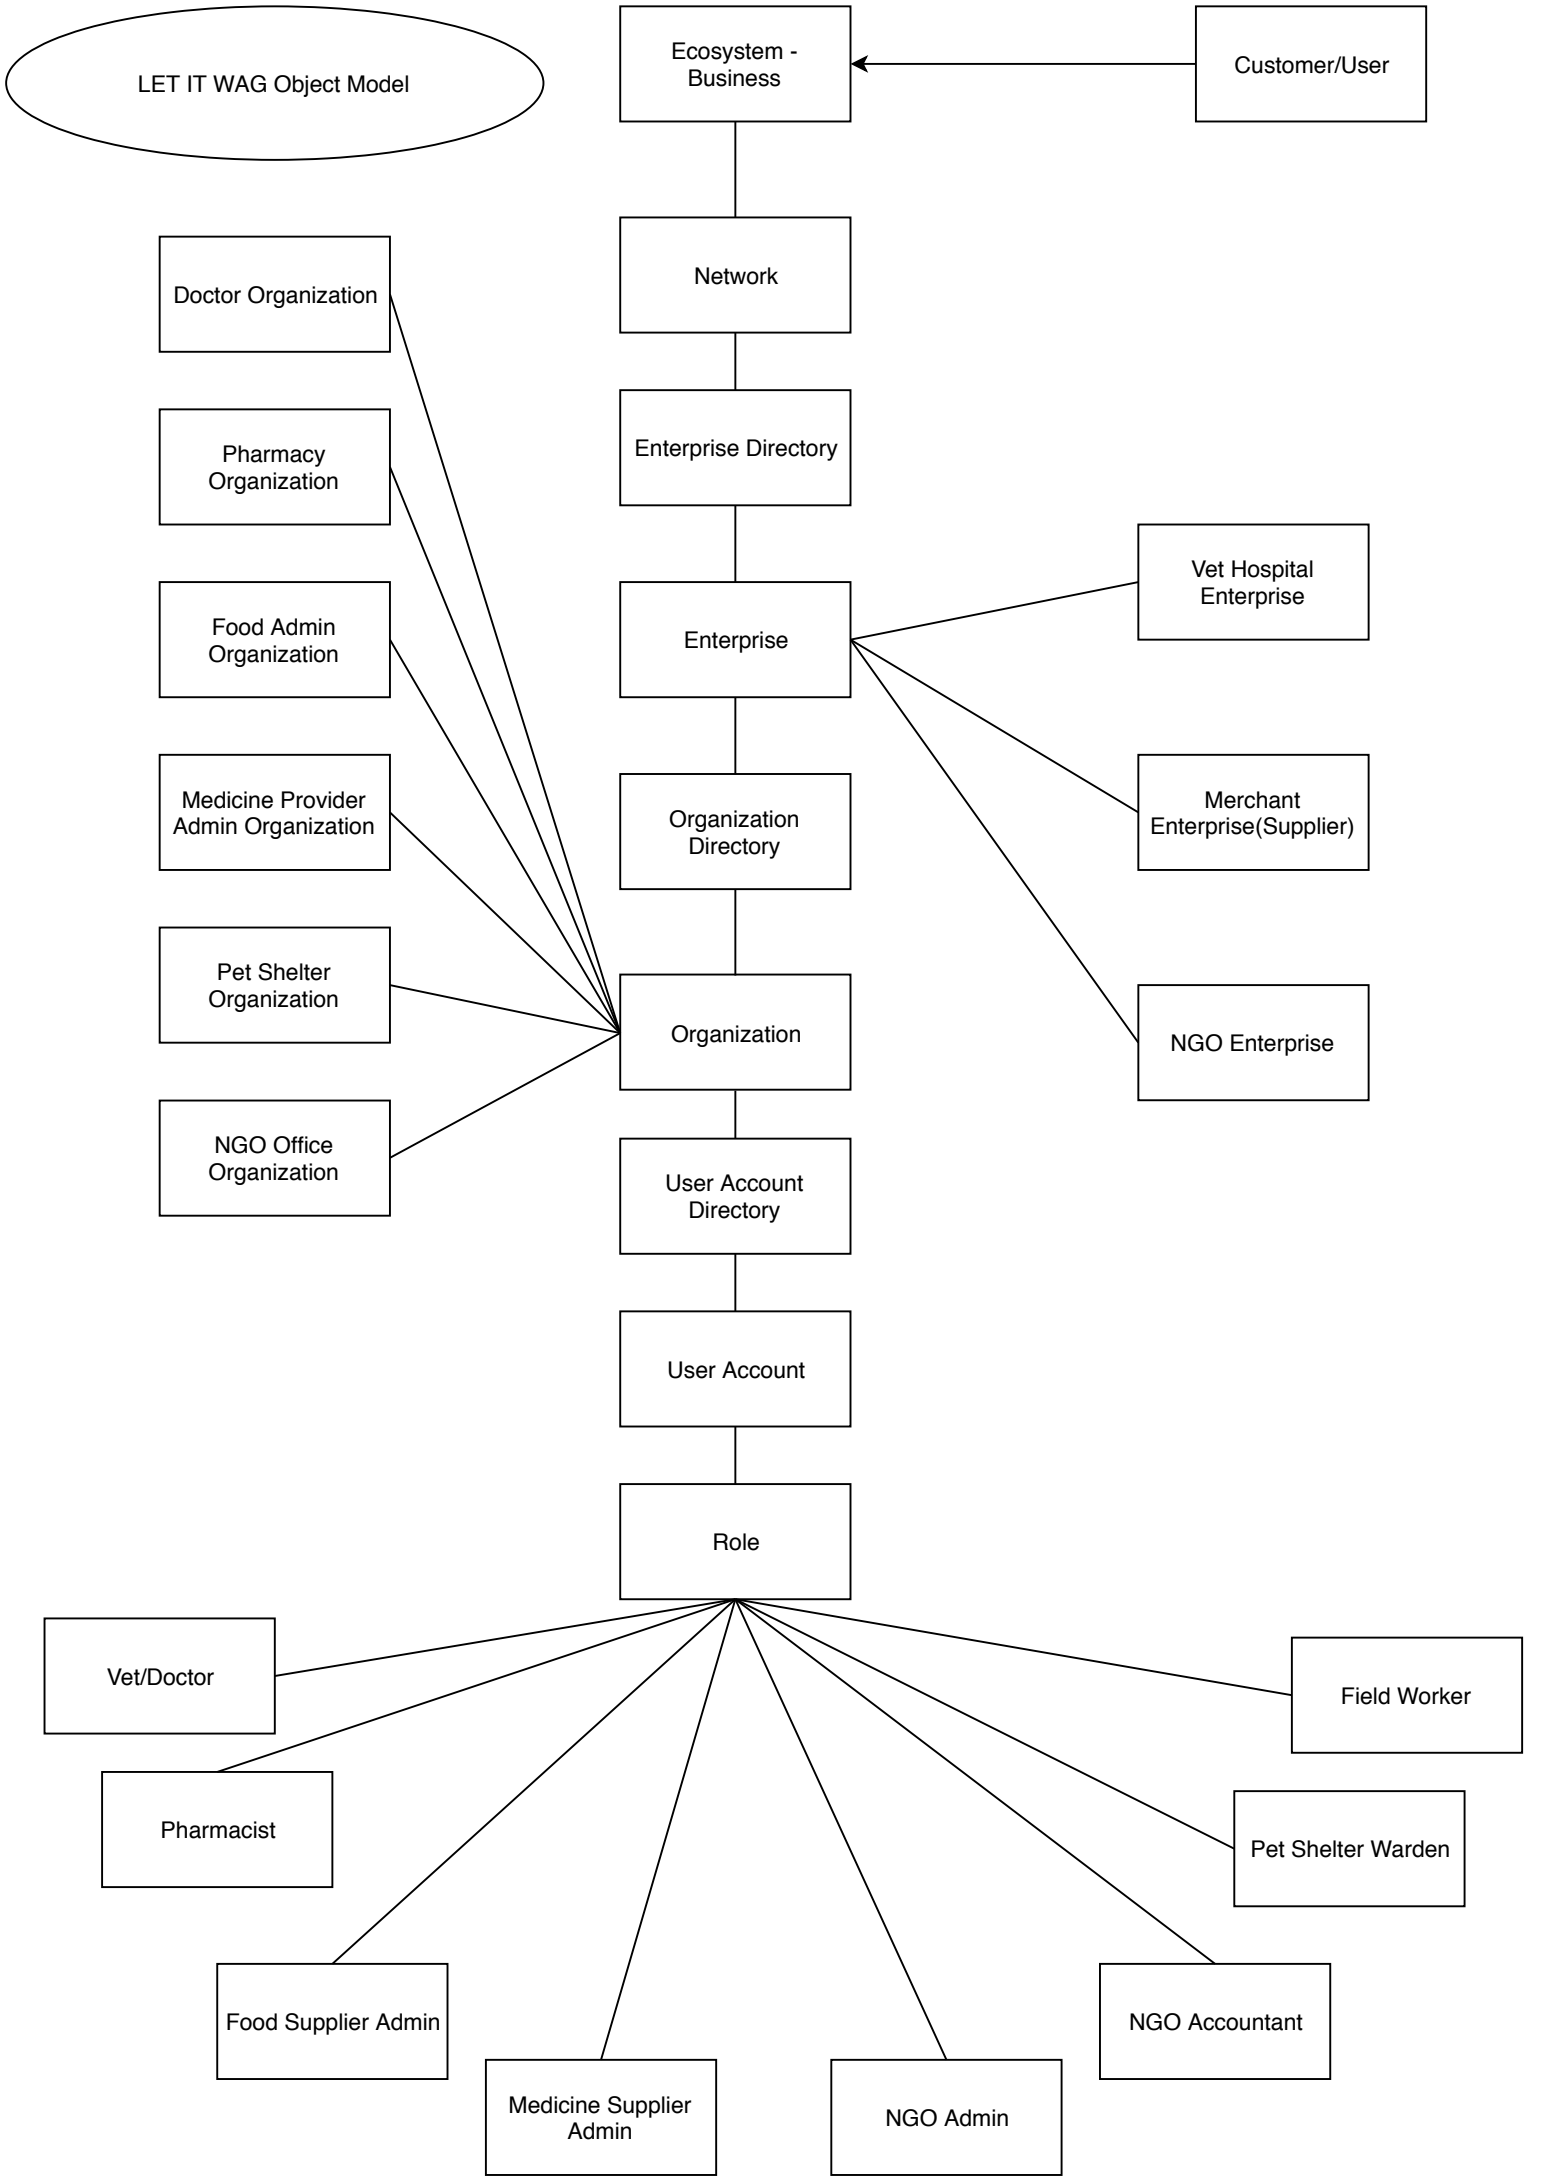 LET IT WAG Object Model
Ecosystem -
Business
Customer/User
Network
Doctor Organization
Enterprise Directory
Pharmacy
Organization
Vet Hospital
Enterprise
Food Admin
Organization
Enterprise
Medicine Provider
Admin Organization
Organization
Directory
Merchant
Enterprise(Supplier)
Pet Shelter
Organization
Organization
NGO Enterprise
NGO Office
Organization
User Account
Directory
User Account
Role
Vet/Doctor
Field Worker
Pharmacist
Pet Shelter Warden
Food Supplier Admin
NGO Accountant
Medicine Supplier
Admin
NGO Admin